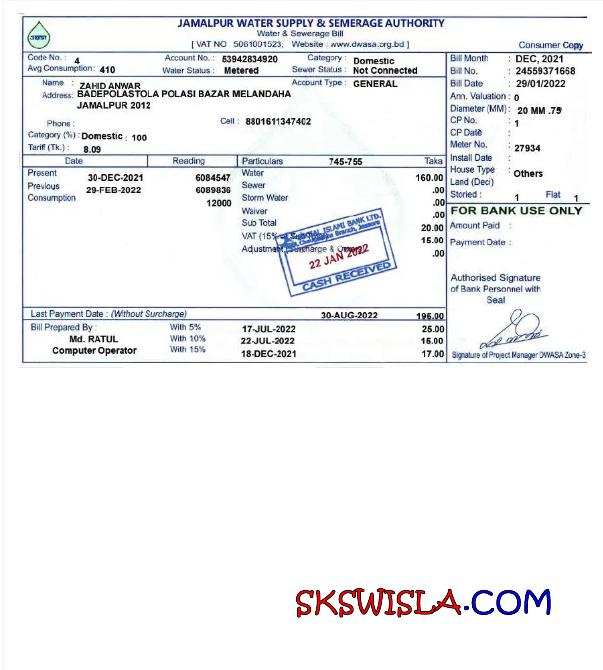 JAMALPUR WATER SUPPLY & SEMERAGE AUTHORITY
Water & Sewerage Bill
[ VAT NO 5061001523; Website : www.dwasa.org.bd ]
Consumer Copy
Code No. : 4 Account No. : 53942834920 Category : Domestic
Avg Consumption : 410 Water Status : Metered Sewer Status : Not Connected
Name : ZAHID ANWAR Account Type : GENERAL
Address: BADEPOLASTOLA POLASI BAZAR MELANDAHA
JAMALPUR 2012
Phone : Cell : 8801611347402
Category (%) : Domestic : 100
Tariff (Tk.) : 8.09
Date Reading Particulars 745-755 Taka
Present 30-DEC-2021 6084547 Water 160.00
Previous 29-FEB-2022 6089836 Sewer .00
Consumption 12000 Storm Water .00
Waiver .00
Sub Total 20.00
VAT (15% 15.00
Adjustment (Surcharge & .00
ISLAMI BANK LTD.
Branch, Jessore
22 JAN 2022
CASH RECEIVED
Last Payment Date : (Without Surcharge) 30-AUG-2022 195.00
Bill Prepared By : With 5% 17-JUL-2022 25.00
Md. RATUL With 10% 22-JUL-2022 15.00
Computer Operator With 15% 18-DEC-2021 17.00
Bill Month : DEC, 2021
Bill No. : 24559371668
Bill Date : 29/01/2022
Ann. Valuation : 0
Diameter (MM) : 20 MM .75
CP No. : 1
CP Date :
Meter No. : 27934
Install Date :
House Type : Others
Land (Deci)
Storied : 1 Flat 1
FOR BANK USE ONLY
Amount Paid :
Payment Date :
Authorised Signature
of Bank Personnel with
Seal
Signature of Project Manager DWASA Zone-3
SKSWISLA.COM